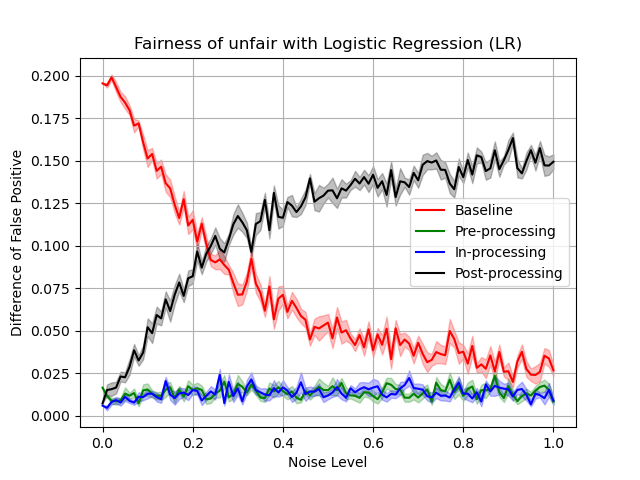 Fairness of unfair with Logistic Regression (LR)
0.200
0.175
0.150
0.125
0.100
0.075
0.050
0.025
0.000
Difference of False Positive
Baseline
Pre-processing
In-processing
Post-processing
0.0 0.2 0.4 0.6 0.8 1.0
Noise Level